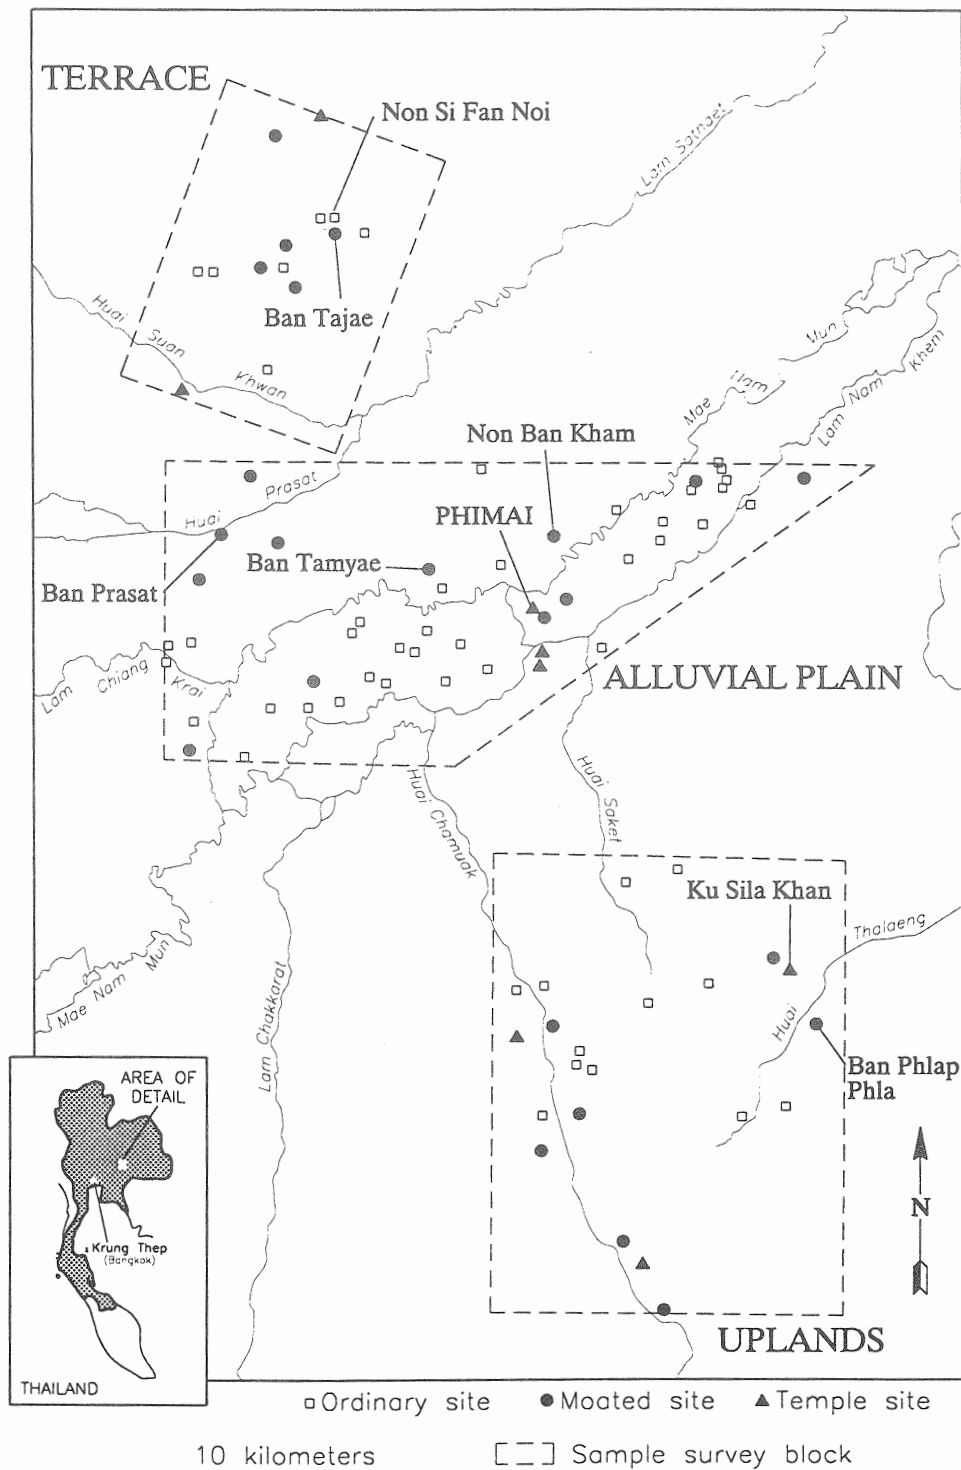 TERRACE
Non Si Fan Noi
Lam Satnaet
Ban Tajae
Huai Suan Khwan
Mae Nam Mun
Lam Nam Khem
Non Ban Kham
Huai Prasat
PHIMAI
Ban Tamyae
Ban Prasat
Lam Chiang Krai
ALLUVIAL PLAIN
Huai Saket
Huai Chamuak
Ku Sila Khan
Huai Thalaeng
Mae Nam Mun
Lam Chakkarat
Ban Phlap
Phla
AREA OF
DETAIL
Krung Thep
(Bangkok)
THAILAND
N
UPLANDS
Ordinary site
Moated site
Temple site
10 kilometers
Sample survey block